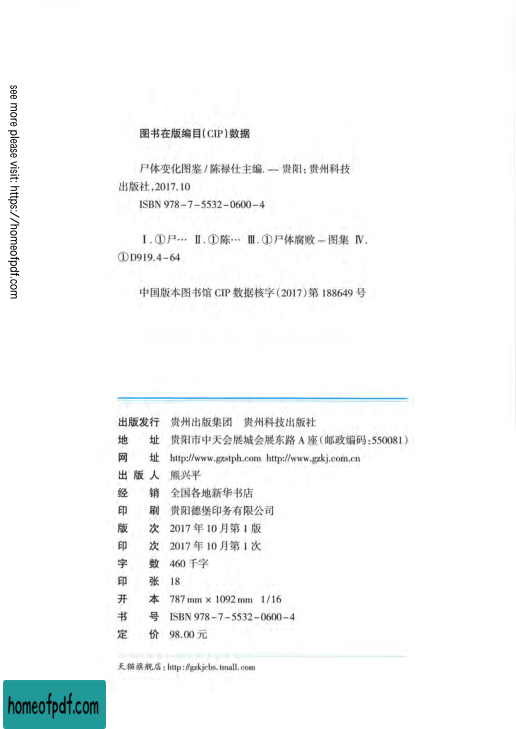 图书在版编目(CIP)数据
尸体变化图鉴/陈禄仕主编. — 贵阳: 贵州科技
出版社,2017.10
ISBN 978-7-5532-0600-4
Ⅰ.①尸… Ⅱ.①陈… Ⅲ.①尸体腐败-图集 Ⅳ.
①D919.4-64
中国版本图书馆 CIP 数据核字(2017)第 188649 号
出版发行 贵州出版集团 贵州科技出版社
地 址 贵阳市中天会展城会展东路 A 座(邮政编码:550081)
网 址 http://www.gzstph.com http://www.gzkj.com.cn
出 版 人 熊兴平
经 销 全国各地新华书店
印 刷 贵阳德堡印务有限公司
版 次 2017 年 10 月第 1 版
印 次 2017 年 10 月第 1 次
字 数 460 千字
印 张 18
开 本 787 mm × 1092 mm 1/16
书 号 ISBN 978-7-5532-0600-4
定 价 98.00 元
天猫旗舰店: http://gzkjcbs.tmall.com
see more please visit: https://homeofpdf.com
homeofpdf.com